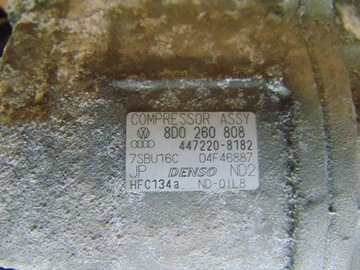 COMPRESSOR ASSY
8D0 260 808
447220-8182
7SBU16C 04F46887
JP DENSO ND2
HFC134a ND-OIL8